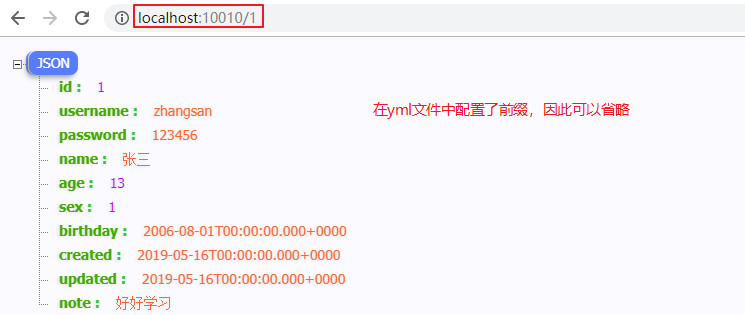 localhost:10010/1
JSON
id : 1
username : zhangsan
在yml文件中配置了前缀，因此可以省略
password : 123456
name : 张三
age : 13
sex : 1
birthday : 2006-08-01T00:00:00.000+0000
created : 2019-05-16T00:00:00.000+0000
updated : 2019-05-16T00:00:00.000+0000
note : 好好学习